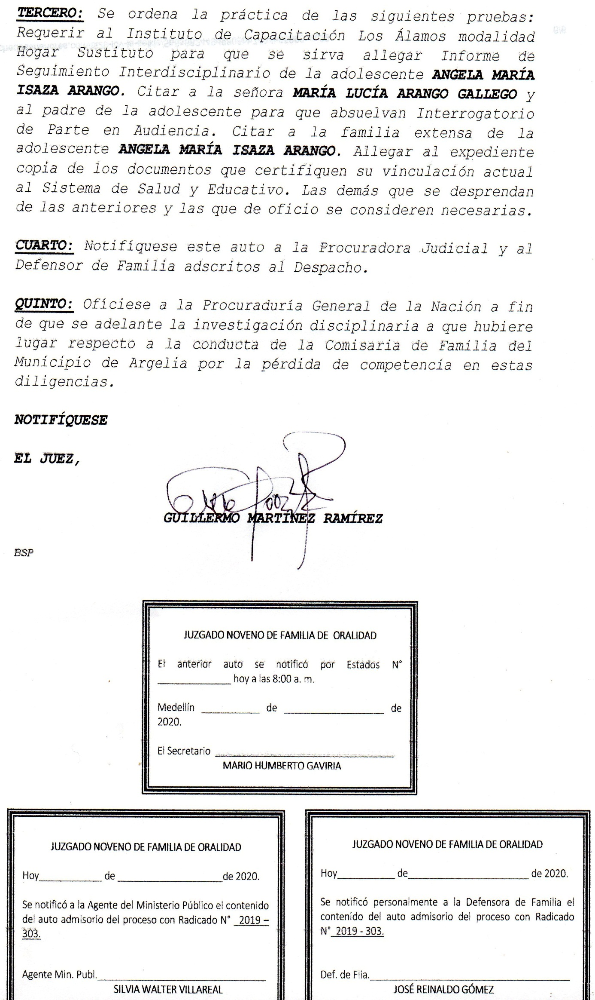 TERCERO: Se ordena la práctica de las siguientes pruebas:
Requerir al Instituto de Capacitación Los Álamos modalidad
Hogar Sustituto para que se sirva allegar Informe de
Seguimiento Interdisciplinario de la adolescente ANGELA MARÍA
ISAZA ARANGO. Citar a la señora MARÍA LUCÍA ARANGO GALLEGO y
al padre de la adolescente para que absuelvan Interrogatorio
de Parte en Audiencia. Citar a la familia extensa de la
adolescente ANGELA MARÍA ISAZA ARANGO. Allegar al expediente
copia de los documentos que certifiquen su vinculación actual
al Sistema de Salud y Educativo. Las demás que se desprendan
de las anteriores y las que de oficio se consideren necesarias.
CUARTO: Notifíquese este auto a la Procuradora Judicial y al
Defensor de Familia adscritos al Despacho.
QUINTO: Ofíciese a la Procuraduría General de la Nación a fin
de que se adelante la investigación disciplinaria a que hubiere
lugar respecto a la conducta de la Comisaria de Familia del
Municipio de Argelia por la pérdida de competencia en estas
diligencias.
NOTIFÍQUESE
EL JUEZ,
GUILLERMO MARTÍNEZ RAMÍREZ
BSP
JUZGADO NOVENO DE FAMILIA DE ORALIDAD
El anterior auto se notificó por Estados N°
____________ hoy a las 8:00 a. m.
Medellín __________ de _________________ de
2020.
El Secretario ______________________________
MARIO HUMBERTO GAVIRIA
JUZGADO NOVENO DE FAMILIA DE ORALIDAD
Hoy___________ de __________________de 2020.
Se notificó a la Agente del Ministerio Público el contenido
del auto admisorio del proceso con Radicado N° 2019 –
303.
Agente Min. Publ.____________________________
SILVIA WALTER VILLAREAL
JUZGADO NOVENO DE FAMILIA DE ORALIDAD
Hoy__________ de____________________ de 2020.
Se notificó personalmente a la Defensora de Familia el
contenido del auto admisorio del proceso con Radicado
N° 2019 - 303.
Def. de Flia.__________________________________
JOSÉ REINALDO GÓMEZ